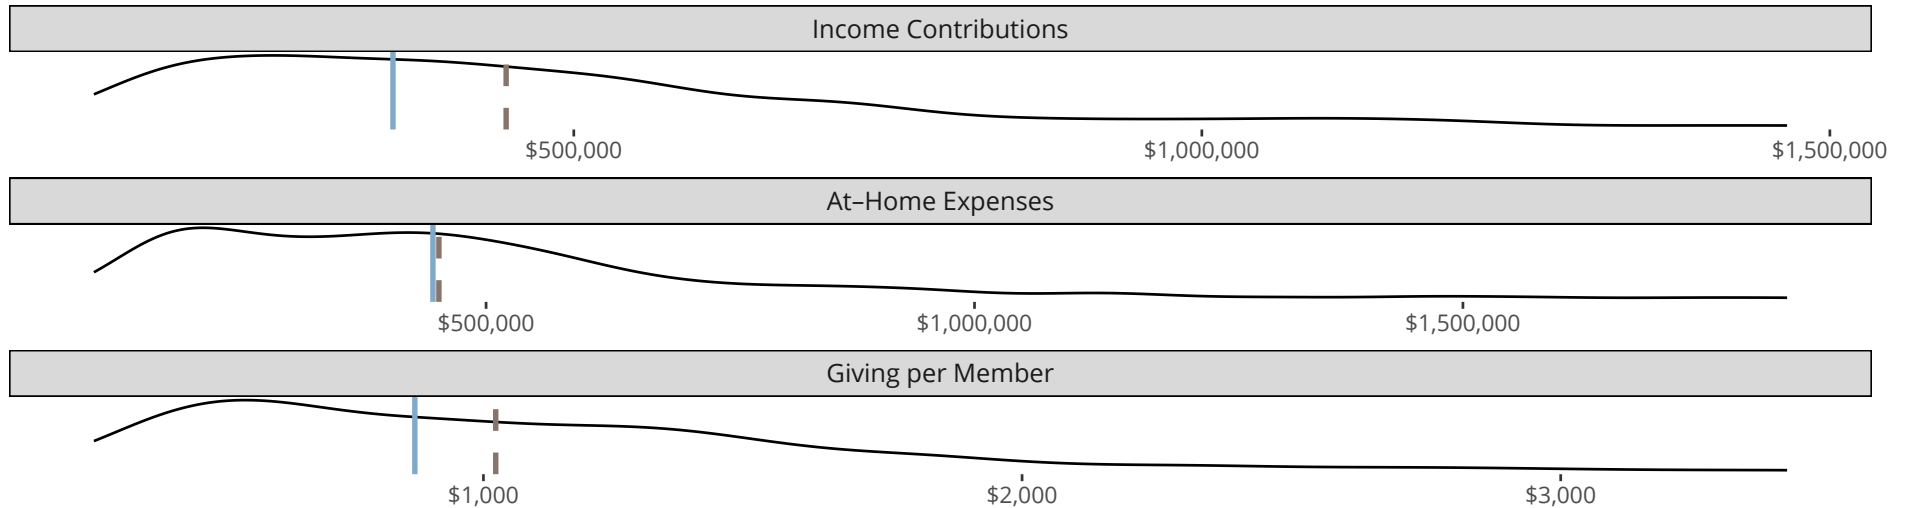 Income Contributions
$500,000 $1,000,000 $1,500,000
At–Home Expenses
$500,000 $1,000,000 $1,500,000
Giving per Member
$1,000 $2,000 $3,000